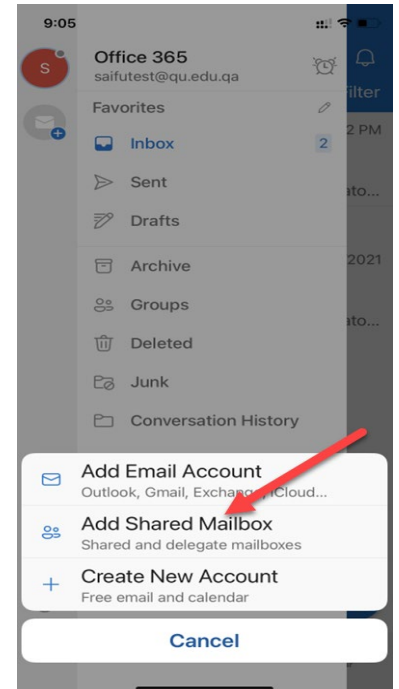 9:05
S
Office 365
saifutest@qu.edu.qa
ilter
Favorites
2 PM
Inbox
2
Sent
ato...
Drafts
Archive
2021
Groups
ato...
Deleted
Junk
Conversation History
Add Email Account
Outlook, Gmail, Exchange, iCloud...
Add Shared Mailbox
Shared and delegate mailboxes
Create New Account
Free email and calendar
Cancel